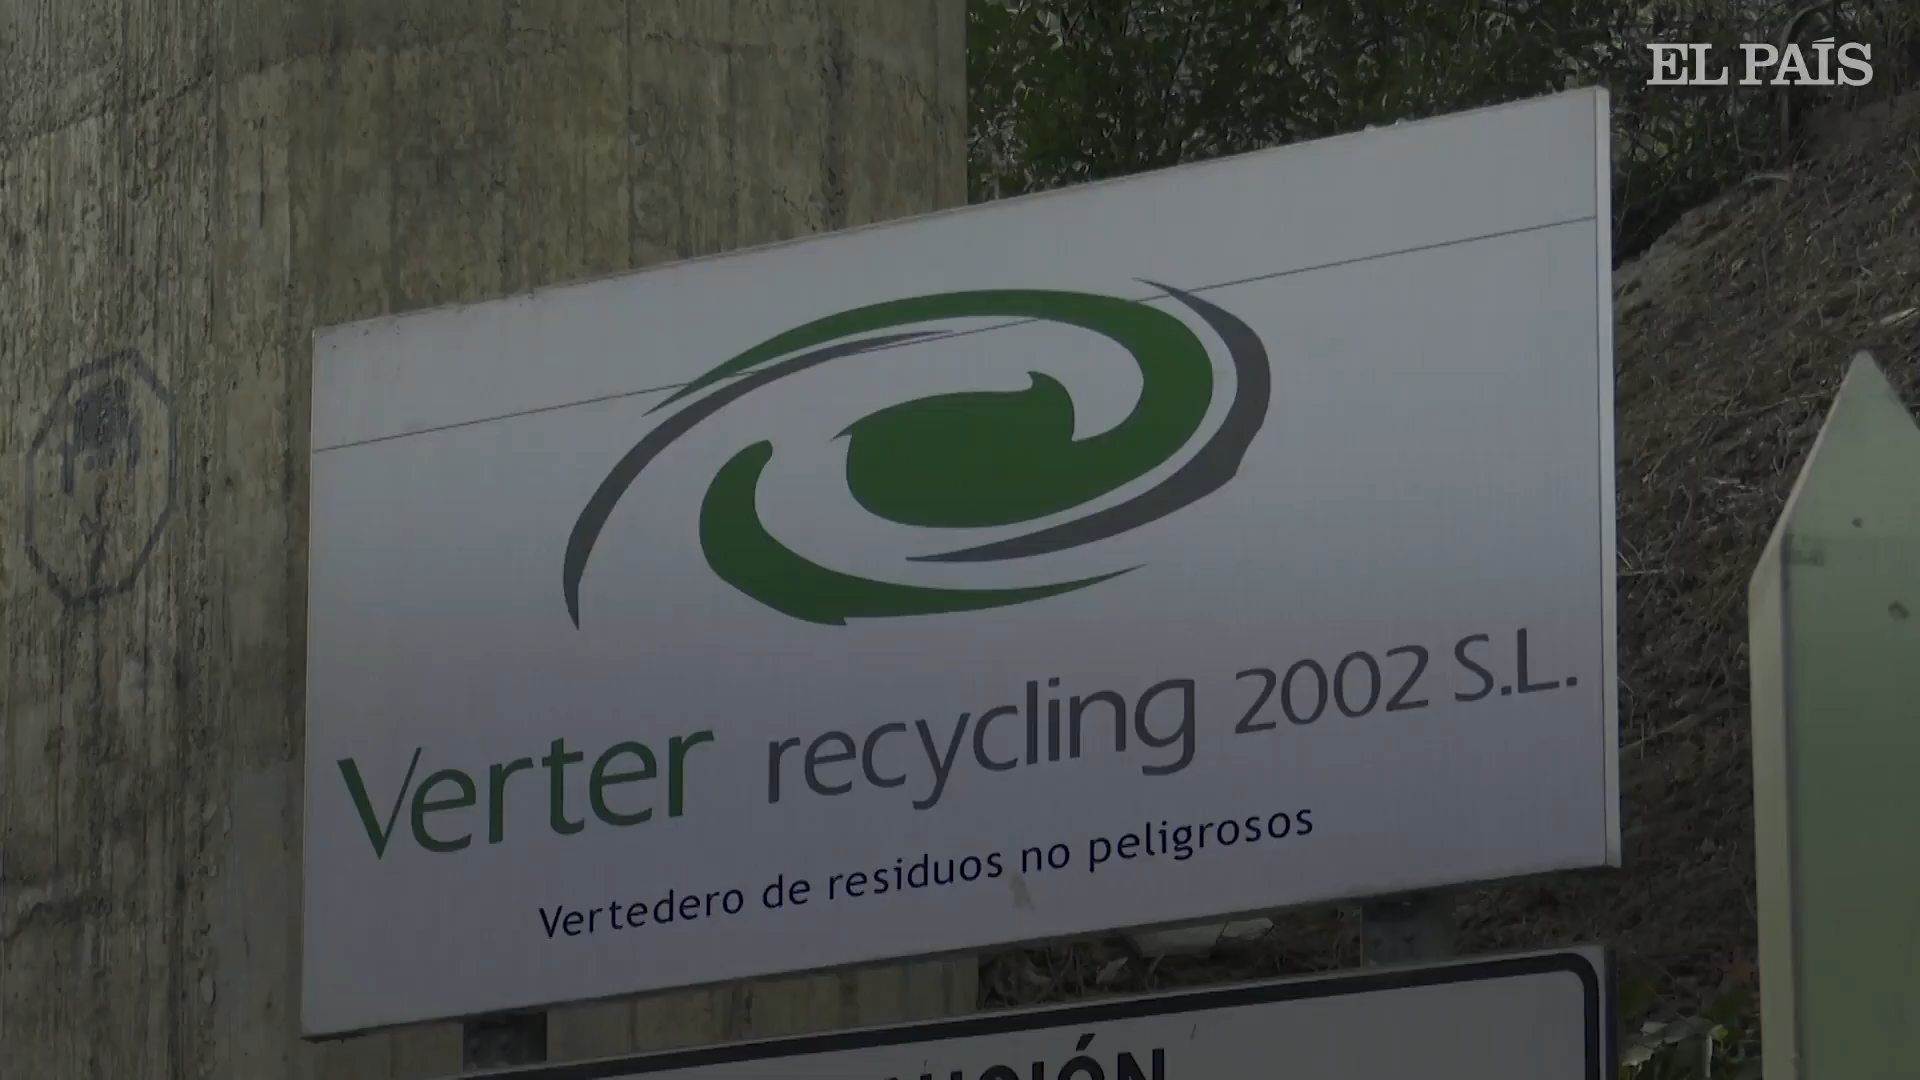 EL PAÍS
Verter recycling 2002 S.L.
Vertedero de residuos no peligrosos